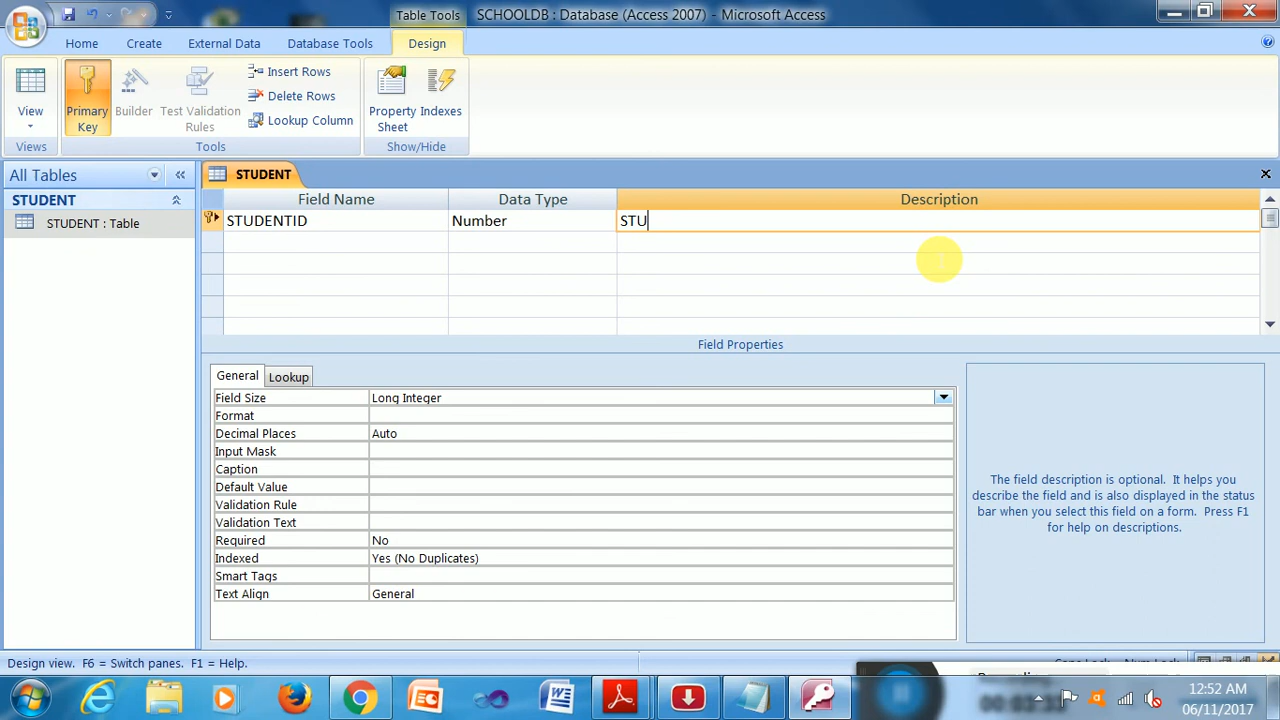 Table Tools
SCHOOLDB : Database (Access 2007) - Microsoft Access
Home Create External Data Database Tools Design
View
Views
Primary Key
Builder
Test Validation Rules
Insert Rows
Delete Rows
Lookup Column
Tools
Property Sheet
Indexes
Show/Hide
All Tables
STUDENT
STUDENT : Table
STUDENT
Field Name Data Type Description
STUDENTID Number STU
Field Properties
General Lookup
Field Size Long Integer
Format
Decimal Places Auto
Input Mask
Caption
Default Value
Validation Rule
Validation Text
Required No
Indexed Yes (No Duplicates)
Smart Tags
Text Align General
The field description is optional. It helps you
describe the field and is also displayed in the status
bar when you select this field on a form. Press F1
for help on descriptions.
Design view. F6 = Switch panes. F1 = Help.
12:52 AM
06/11/2017